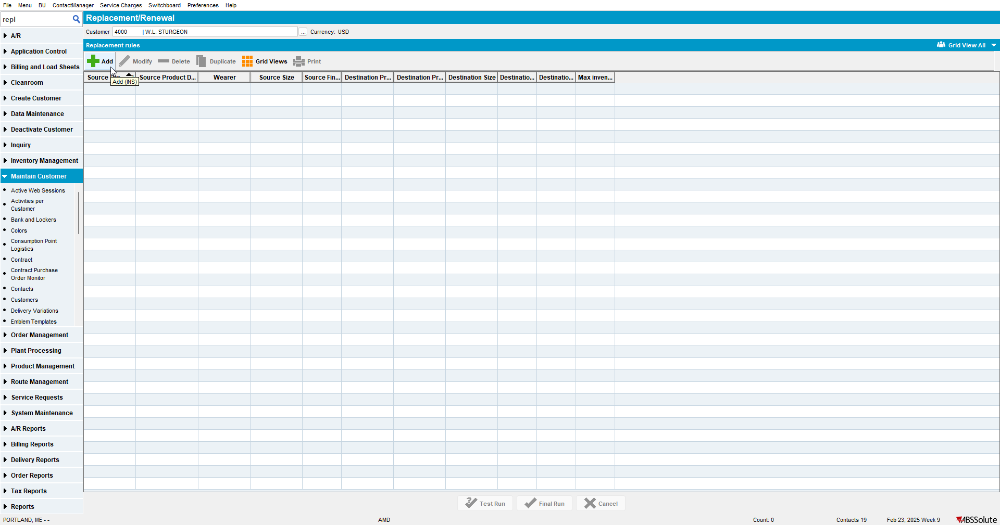 File Menu BU ContactManager Service Charges Switchboard Preferences Help
repl
Replacement/Renewal
Customer 4000 | W.L. STURGEON ... Currency: USD
Replacement rules
Grid View All
Add Modify Delete Duplicate Grid Views Print
Source
Source Product D... Wearer Source Size Source Fin... Destination Pr... Destination Pr... Destination Size Destinatio... Destinatio... Max inven...
Add (INS)
A/R
Application Control
Billing and Load Sheets
Cleanroom
Create Customer
Data Maintenance
Deactivate Customer
Inquiry
Inventory Management
Maintain Customer
Active Web Sessions
Activities per
Customer
Bank and Lockers
Colors
Consumption Point
Logistics
Contract
Contract Purchase
Order Monitor
Contacts
Customers
Delivery Variations
Emblem Templates
Order Management
Plant Processing
Product Management
Route Management
Service Requests
System Maintenance
A/R Reports
Billing Reports
Delivery Reports
Order Reports
Tax Reports
Reports
Test Run Final Run Cancel
PORTLAND, ME - - AMD Count: 0 Contacts 19 Feb 23, 2025 Week 9 ABSSolute